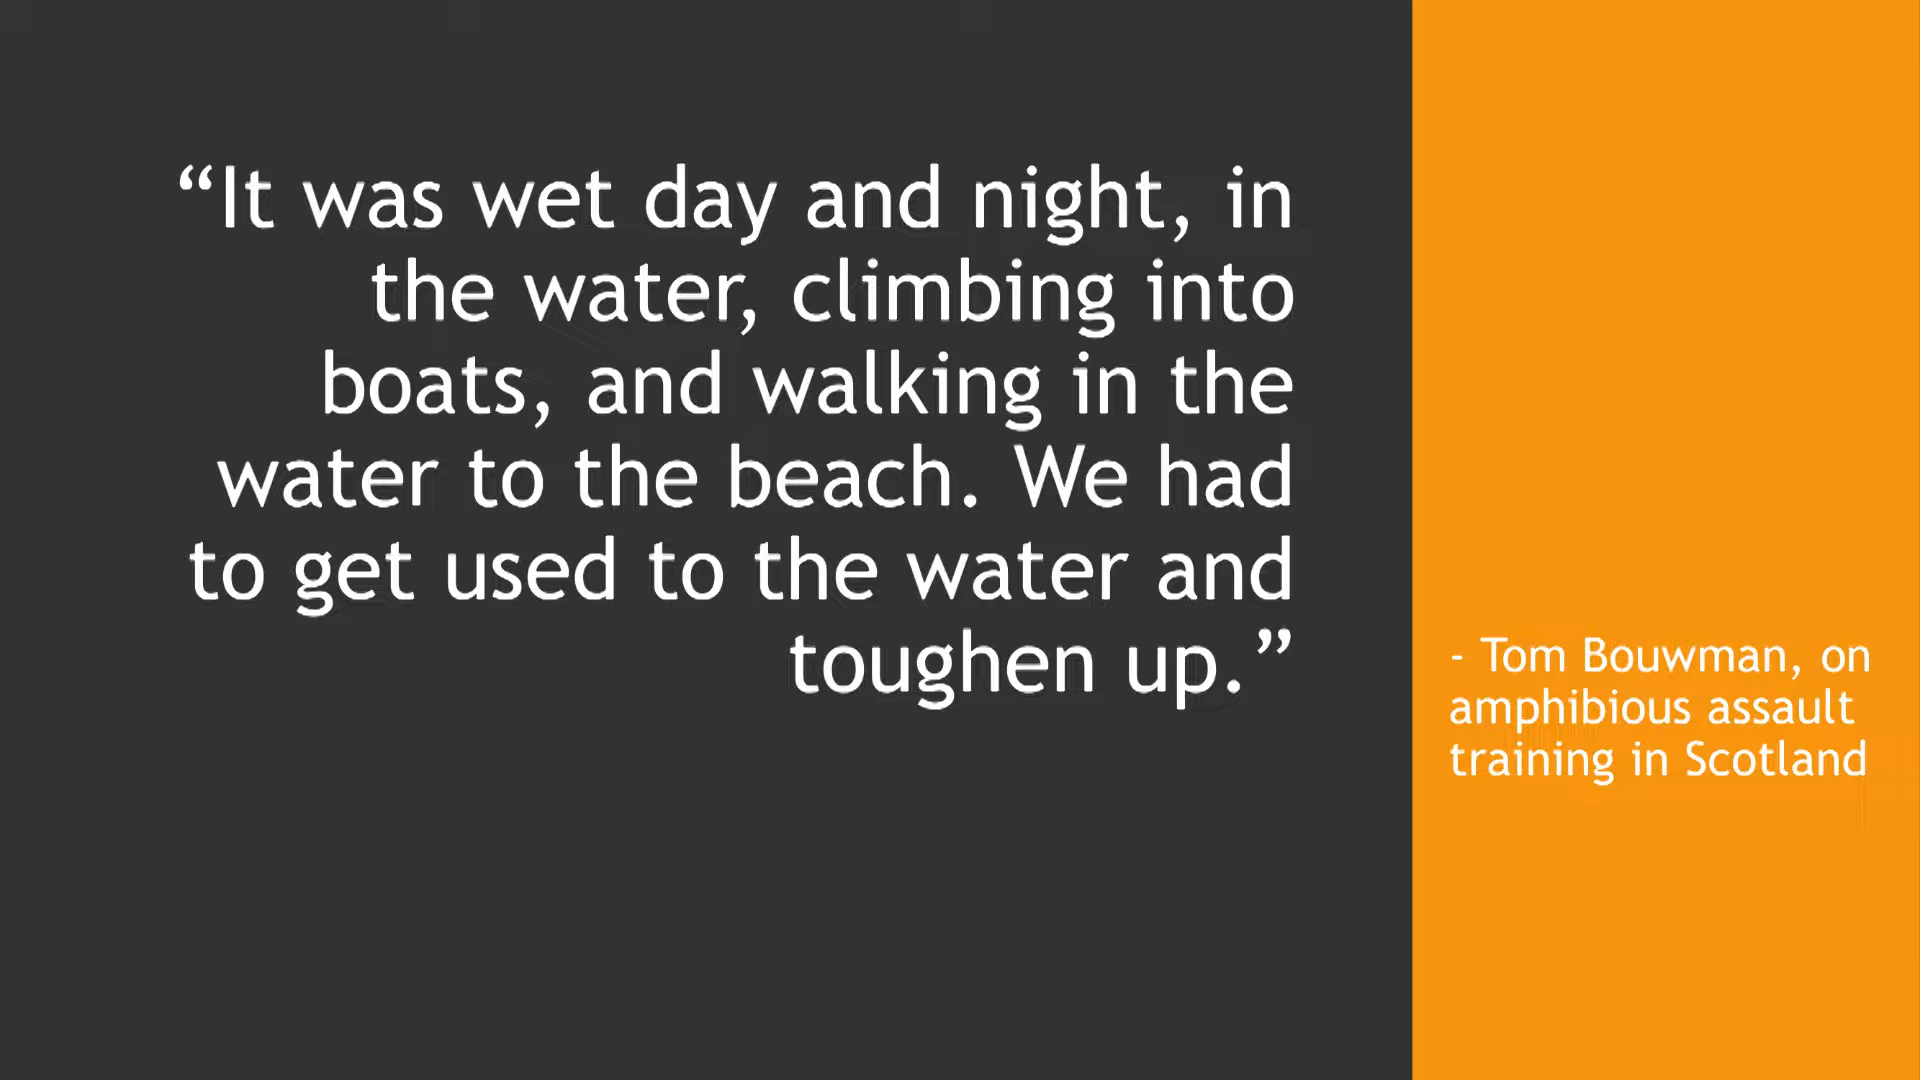 “It was wet day and night, in
the water, climbing into
boats, and walking in the
water to the beach. We had
to get used to the water and
toughen up.”
- Tom Bouwman, on
amphibious assault
training in Scotland